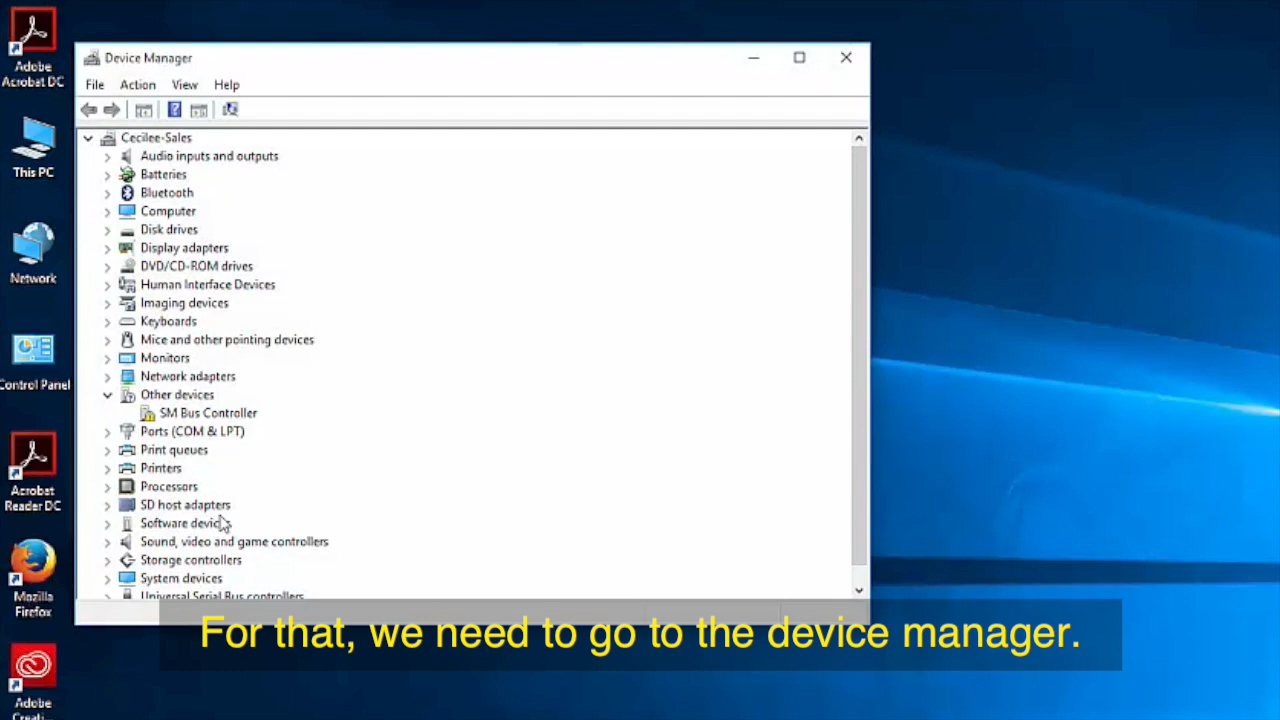 Adobe
Acrobat DC
This PC
Network
Control Panel
Acrobat
Reader DC
Mozilla
Firefox
Adobe
Creati...
Device Manager
File Action View Help
Cecilee-Sales
Audio inputs and outputs
Batteries
Bluetooth
Computer
Disk drives
Display adapters
DVD/CD-ROM drives
Human Interface Devices
Imaging devices
Keyboards
Mice and other pointing devices
Monitors
Network adapters
Other devices
SM Bus Controller
Ports (COM & LPT)
Print queues
Printers
Processors
SD host adapters
Software devices
Sound, video and game controllers
Storage controllers
System devices
Universal Serial Bus controllers
For that, we need to go to the device manager.